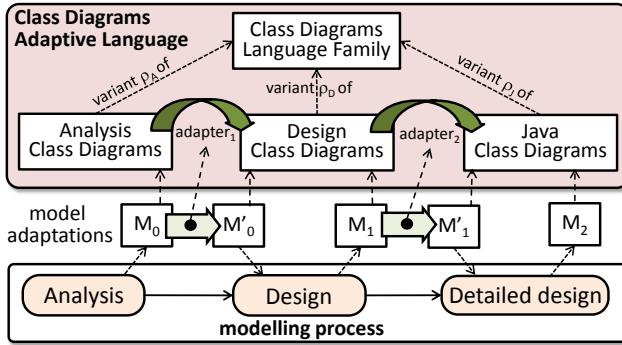 Class Diagrams
Adaptive Language
Class Diagrams
Language Family
variant ρA of
variant ρD of
variant ρJ of
Analysis
Class Diagrams
adapter1
Design
Class Diagrams
adapter2
Java
Class Diagrams
model
adaptations
M0
M'0
M1
M'1
M2
Analysis
Design
Detailed design
modelling process